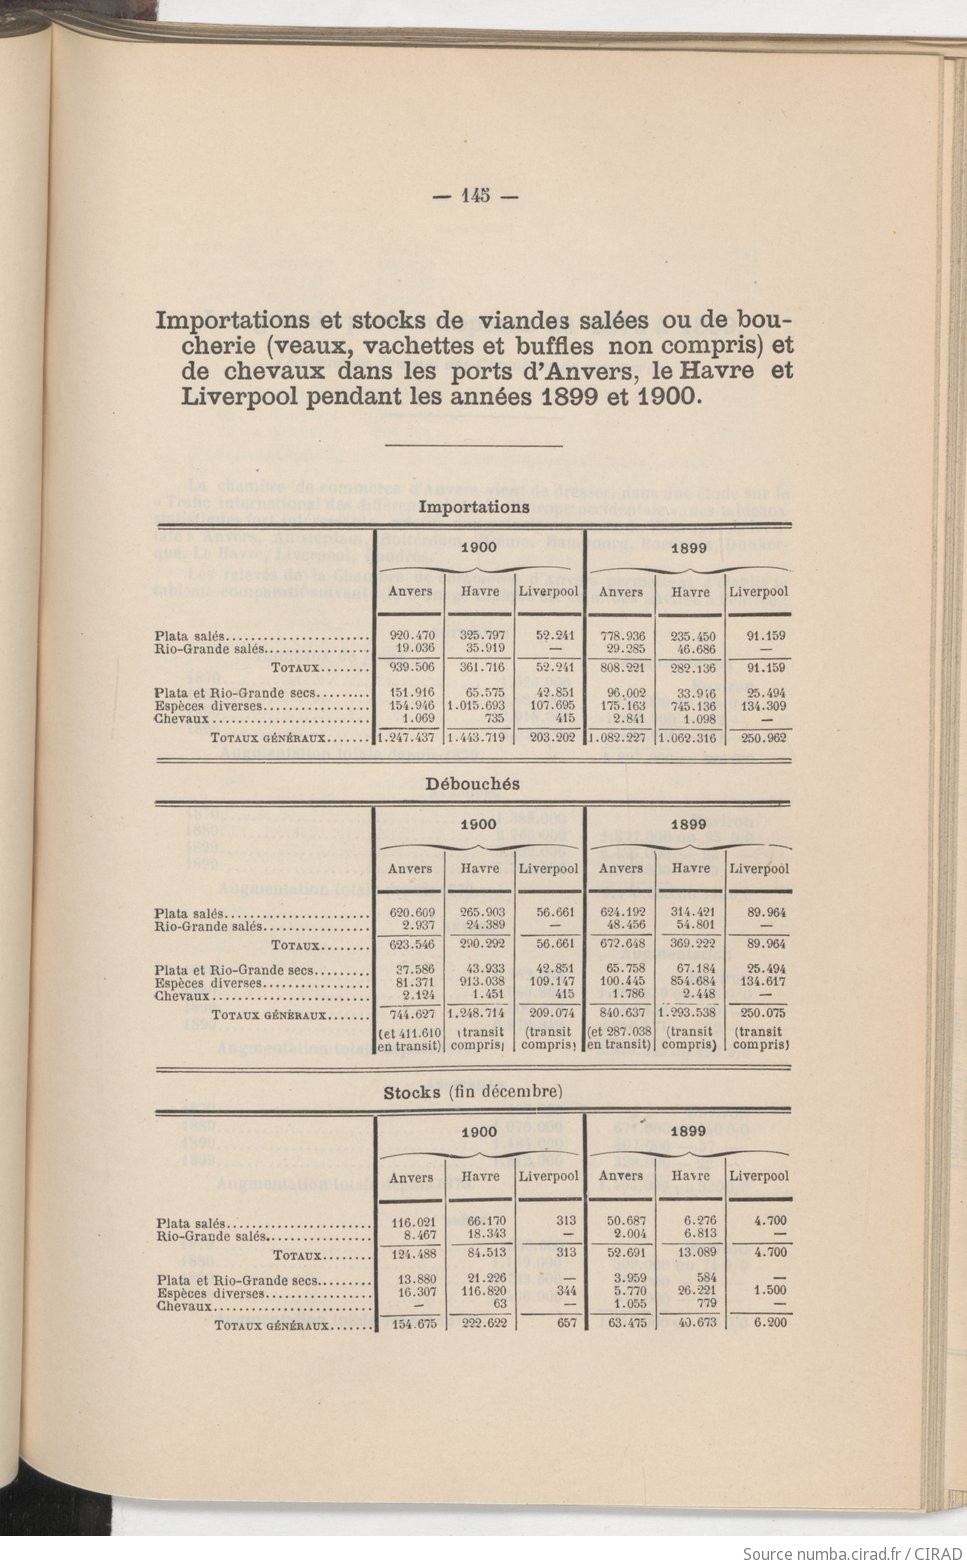 — 145 —
Importations et stocks de viandes salées ou de bou-
cherie (veaux, vachettes et buffles non compris) et
de chevaux dans les ports d'Anvers, le Havre et
Liverpool pendant les années 1899 et 1900.
Importations
1900 1899
Anvers Havre Liverpool Anvers Havre Liverpool
Plata salés....................... 920.470 325.797 52.241 778.936 235.450 91.159
Rio-Grande salés................. 19.036 35.919 — 29.285 46.686 —
TOTAUX........ 939.506 361.716 52.241 808.221 282.136 91.159
Plata et Rio-Grande secs......... 151.916 65.575 42.851 96.002 33.946 25.494
Espèces diverses................. 154.946 1.015.693 107.695 175.163 745.136 134.309
Chevaux......................... 1.069 735 415 2.841 1.098 —
TOTAUX GÉNÉRAUX....... 1.247.437 1.443.719 203.202 1.082.227 1.062.316 250.962
Débouchés
1900 1899
Anvers Havre Liverpool Anvers Havre Liverpool
Plata salés....................... 620.609 265.903 56.661 624.192 314.421 89.964
Rio-Grande salés................. 2.937 24.389 — 48.456 54.801 —
TOTAUX........ 623.546 290.292 56.661 672.648 369.222 89.964
Plata et Rio-Grande secs......... 37.586 43.933 42.851 65.758 67.184 25.494
Espèces diverses................. 81.371 913.038 109.147 100.445 854.684 134.617
Chevaux......................... 2.124 1.451 415 1.786 2.448 —
TOTAUX GÉNÉRAUX....... 744.627 1.248.714 209.074 840.637 1.293.538 250.075
(et 411.610 (transit (transit (et 287.038 (transit (transit
en transit) compris) compris) en transit) compris) compris)
Stocks (fin décembre)
1900 1899
Anvers Havre Liverpool Anvers Havre Liverpool
Plata salés....................... 116.021 66.170 313 50.687 6.276 4.700
Rio-Grande salés................. 8.467 18.343 — 2.004 6.813 —
TOTAUX........ 124.488 84.513 313 52.691 13.089 4.700
Plata et Rio-Grande secs......... 13.880 21.226 — 3.959 584 —
Espèces diverses................. 16.307 116.820 344 5.770 26.221 1.500
Chevaux......................... — 63 — 1.055 779 —
TOTAUX GÉNÉRAUX....... 154.675 222.622 657 63.475 40.673 6.200
Source numba.cirad.fr / CIRAD